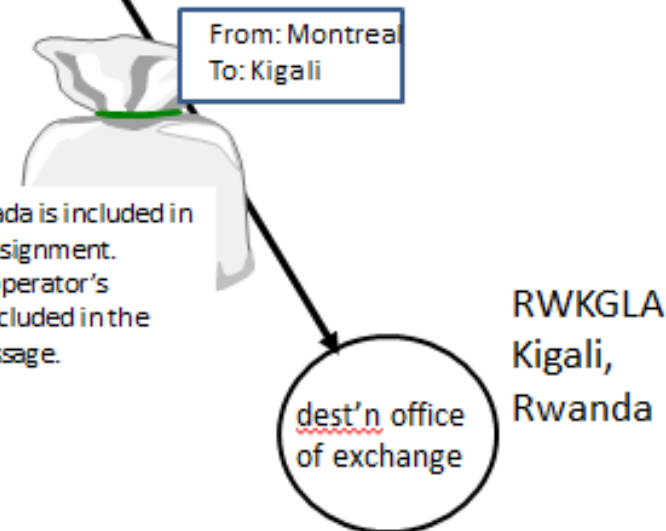 From: Montreal
To: Kigali
ada is included in
signment.
perator's
cluded in the
sage.
RWKGLA
Kigali,
Rwanda
dest'n office
of exchange